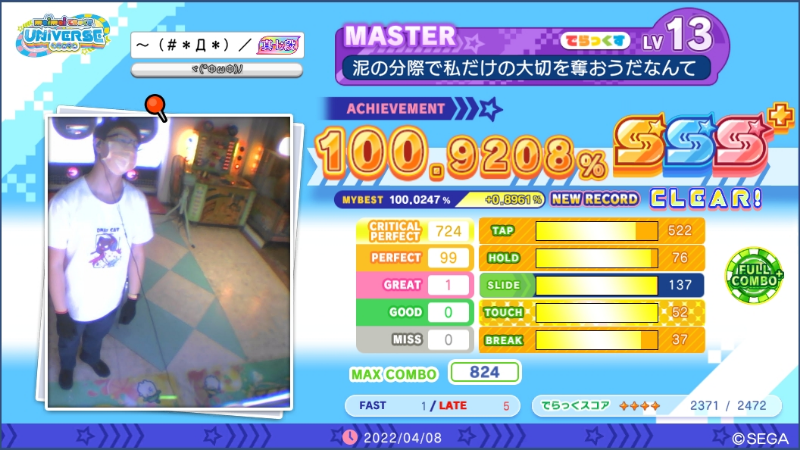 maimai でらっくす
UNiVERSE
～（＃＊Д＊）／
ヾ(°ΦωΦ)ﾉ
MASTER
でらっくす
LV 13
泥の分際で私だけの大切を奪おうだなんて
ACHIEVEMENT
100.9208%
SSS+
MYBEST 100.0247% +0.8961% NEW RECORD CLEAR!
CRITICAL PERFECT 724
PERFECT 99
GREAT 1
GOOD 0
MISS 0
TAP 522
HOLD 76
SLIDE 137
TOUCH 52
BREAK 37
FULL COMBO+
MAX COMBO 824
FAST 1 / LATE 5
でらっくスコア 2371 / 2472
2022/04/08
©SEGA